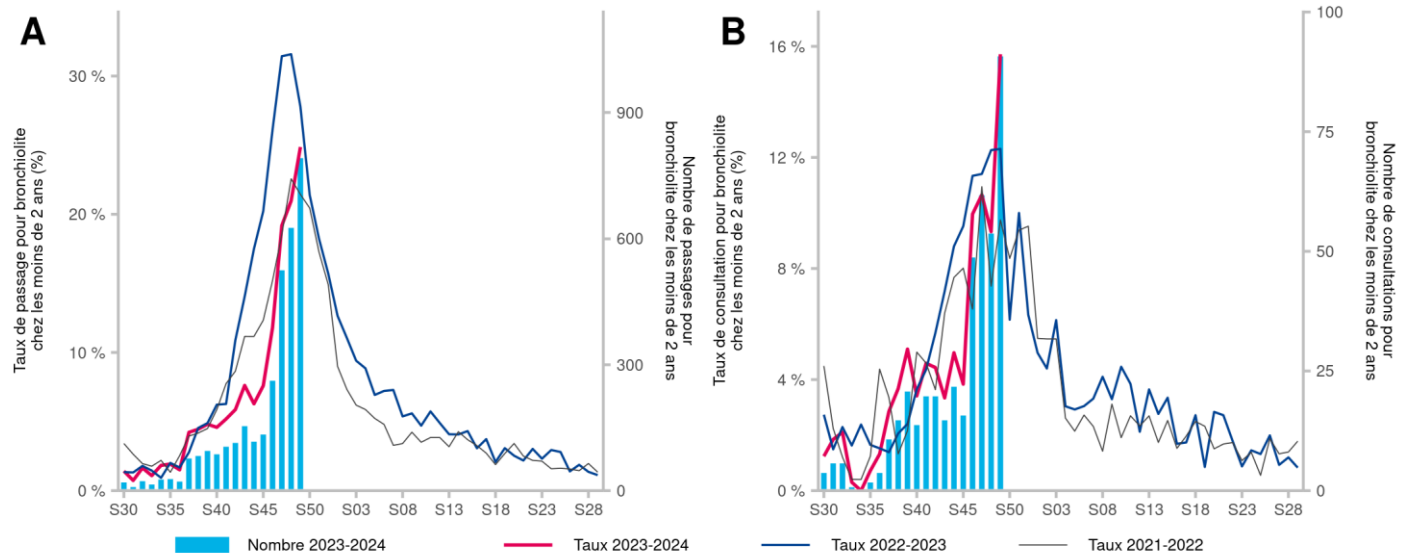 A
Taux de passage pour bronchiolite
chez les moins de 2 ans (%)
30 %
20 %
10 %
0 %
900
600
300
0
Nombre de passages pour
bronchiolite chez les moins de 2 ans
S30 S35 S40 S45 S50 S03 S08 S13 S18 S23 S28
B
Taux de consultation pour bronchiolite
chez les moins de 2 ans (%)
16 %
12 %
8 %
4 %
0 %
100
75
50
25
0
Nombre de consultations pour
bronchiolite chez les moins de 2 ans
S30 S35 S40 S45 S50 S03 S08 S13 S18 S23 S28
Nombre 2023-2024 Taux 2023-2024 Taux 2022-2023 Taux 2021-2022